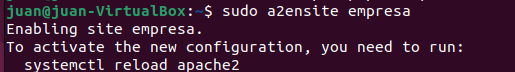 juan@juan-VirtualBox:~$ sudo a2ensite empresa
Enabling site empresa.
To activate the new configuration, you need to run:
  systemctl reload apache2